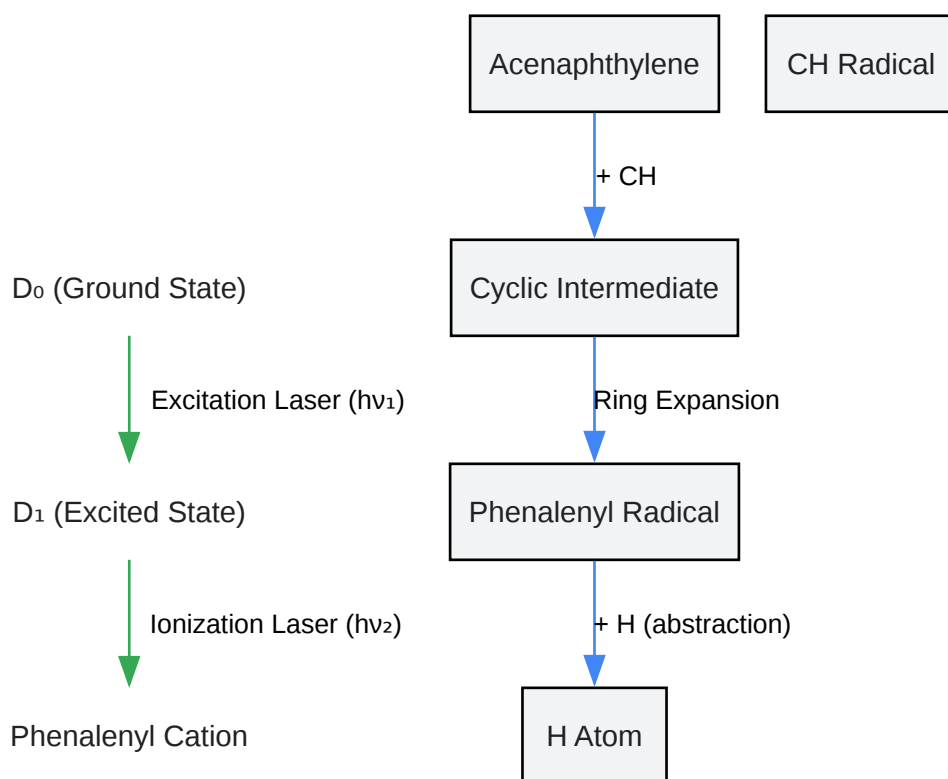 Acenaphthylene
CH Radical
+ CH
D₀ (Ground State)
Cyclic Intermediate
Excitation Laser (hν₁)
Ring Expansion
D₁ (Excited State)
Phenalenyl Radical
Ionization Laser (hν₂)
+ H (abstraction)
Phenalenyl Cation
H Atom